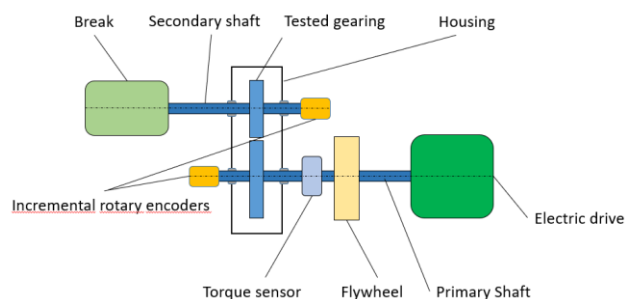 Break
Secondary shaft
Tested gearing
Housing
Incremental rotary encoders
Electric drive
Torque sensor
Flywheel
Primary Shaft